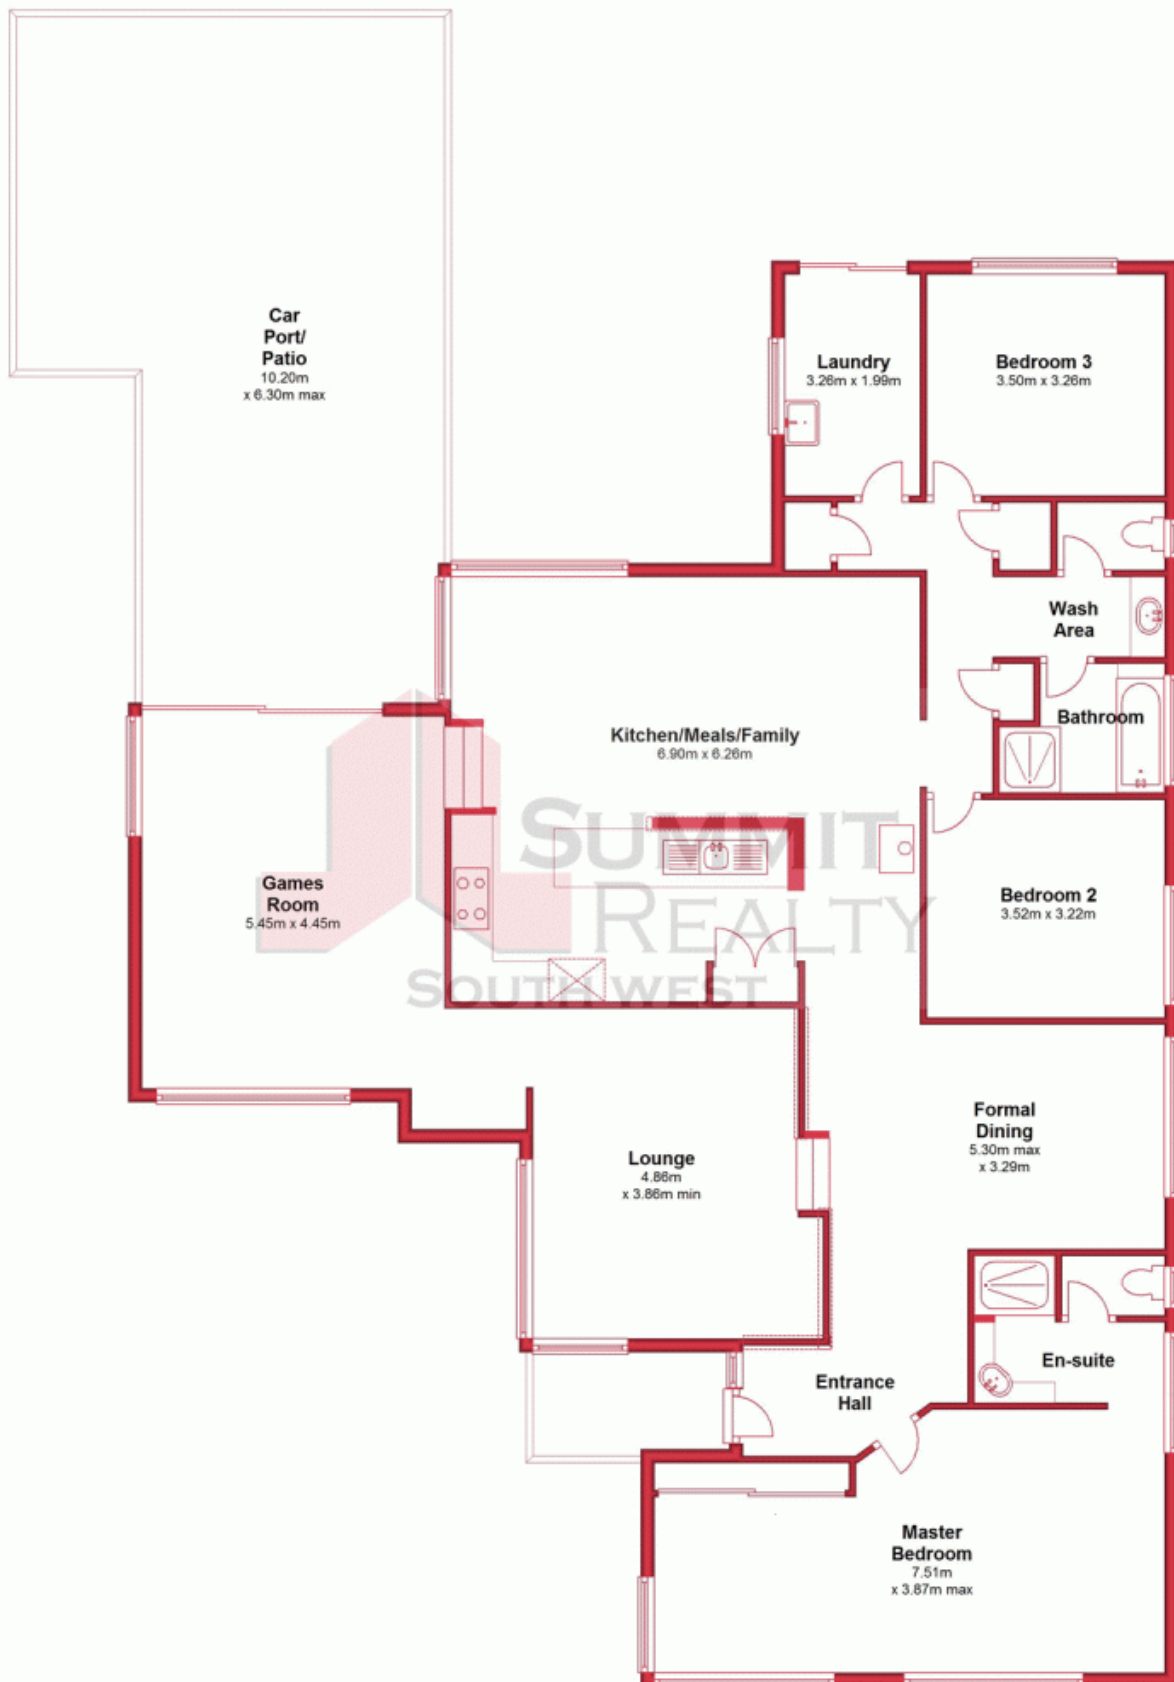 Car
Port/
Patio
10.20m
x 6.30m max
Laundry
3.26m x 1.99m
Bedroom 3
3.50m x 3.26m
Wash
Area
Bathroom
Kitchen/Meals/Family
6.90m x 6.26m
Games
Room
5.45m x 4.45m
Bedroom 2
3.52m x 3.22m
SUMMIT
REALTY
SOUTH WEST
Formal
Dining
5.30m max
x 3.29m
Lounge
4.86m
x 3.86m min
En-suite
Entrance
Hall
Master
Bedroom
7.51m
x 3.87m max